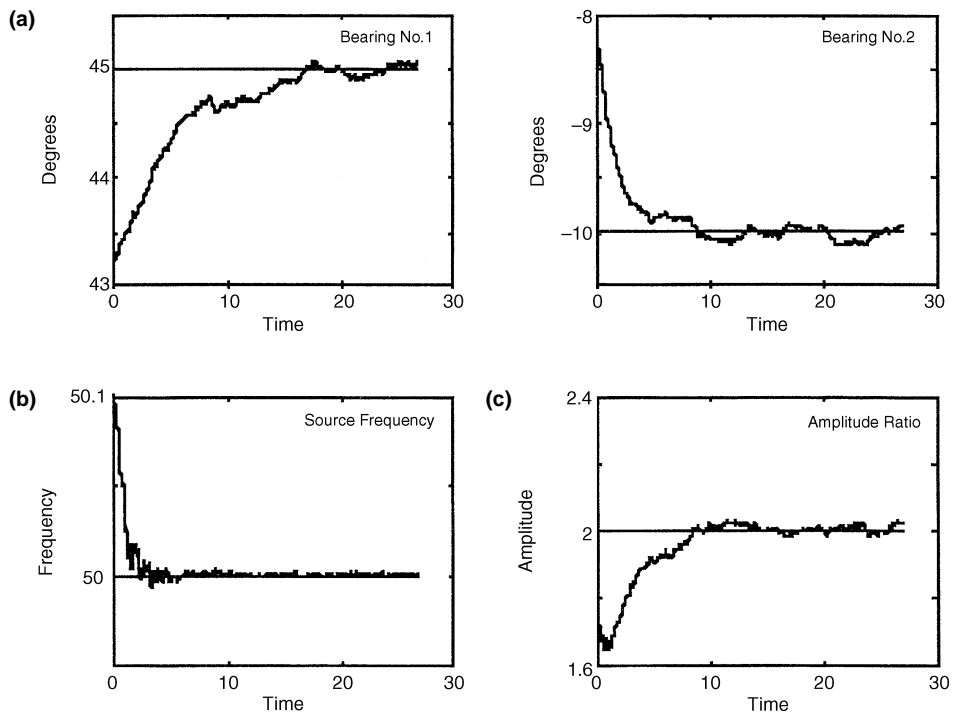 (a)
Bearing No.1
45
44
43
Degrees
0 10 20 30
Time
Bearing No.2
-8
-9
-10
Degrees
0 10 20 30
Time
(b)
Source Frequency
50.1
50
Frequency
0 10 20 30
Time
(c)
Amplitude Ratio
2.4
2
1.6
Amplitude
0 10 20 30
Time